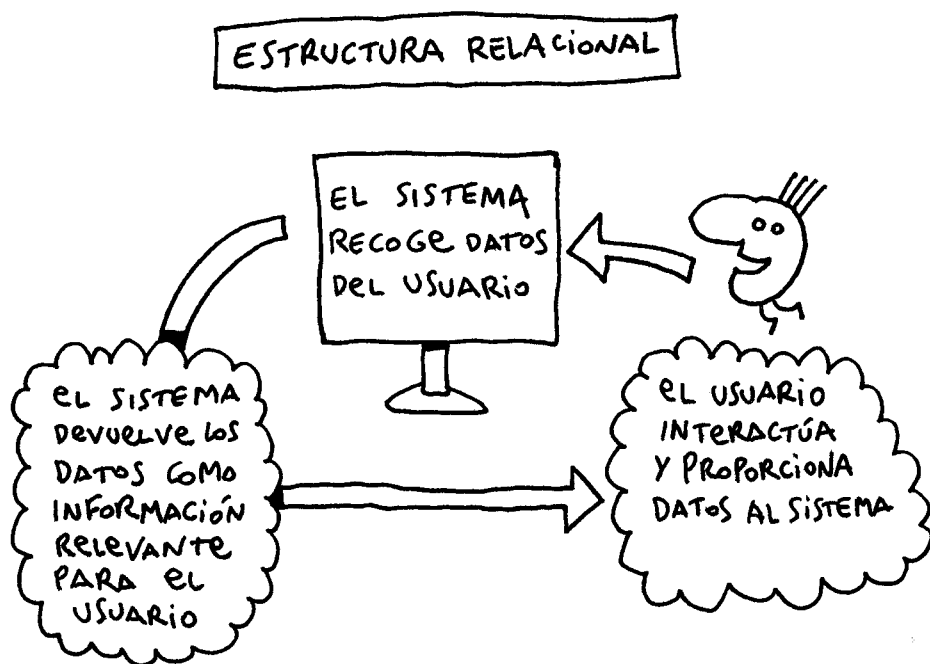 ESTRUCTURA RELACIONAL
EL SISTEMA
RECOGE DATOS
DEL USUARIO
EL SISTEMA
DEVUELVE LOS
DATOS COMO
INFORMACIÓN
RELEVANTE
PARA EL
USUARIO
EL USUARIO
INTERACTÚA
Y PROPORCIONA
DATOS AL SISTEMA